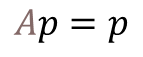 Ap = p